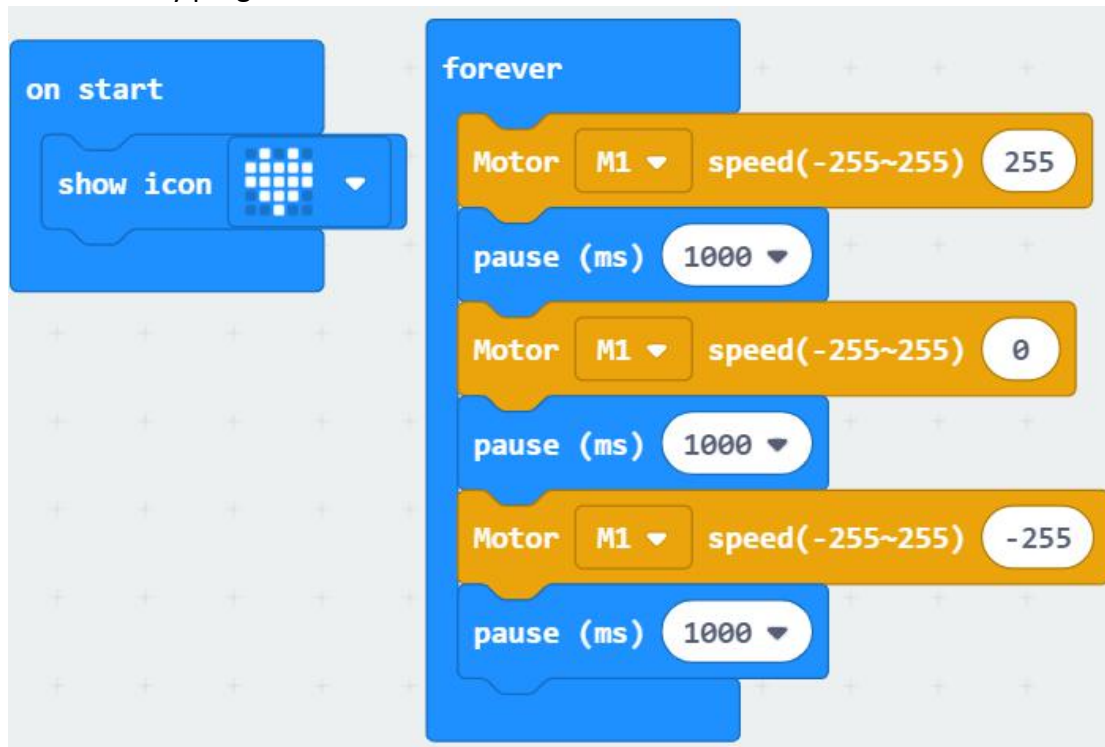 on start
show icon
forever
Motor M1 speed(-255~255) 255
pause (ms) 1000
Motor M1 speed(-255~255) 0
pause (ms) 1000
Motor M1 speed(-255~255) -255
pause (ms) 1000